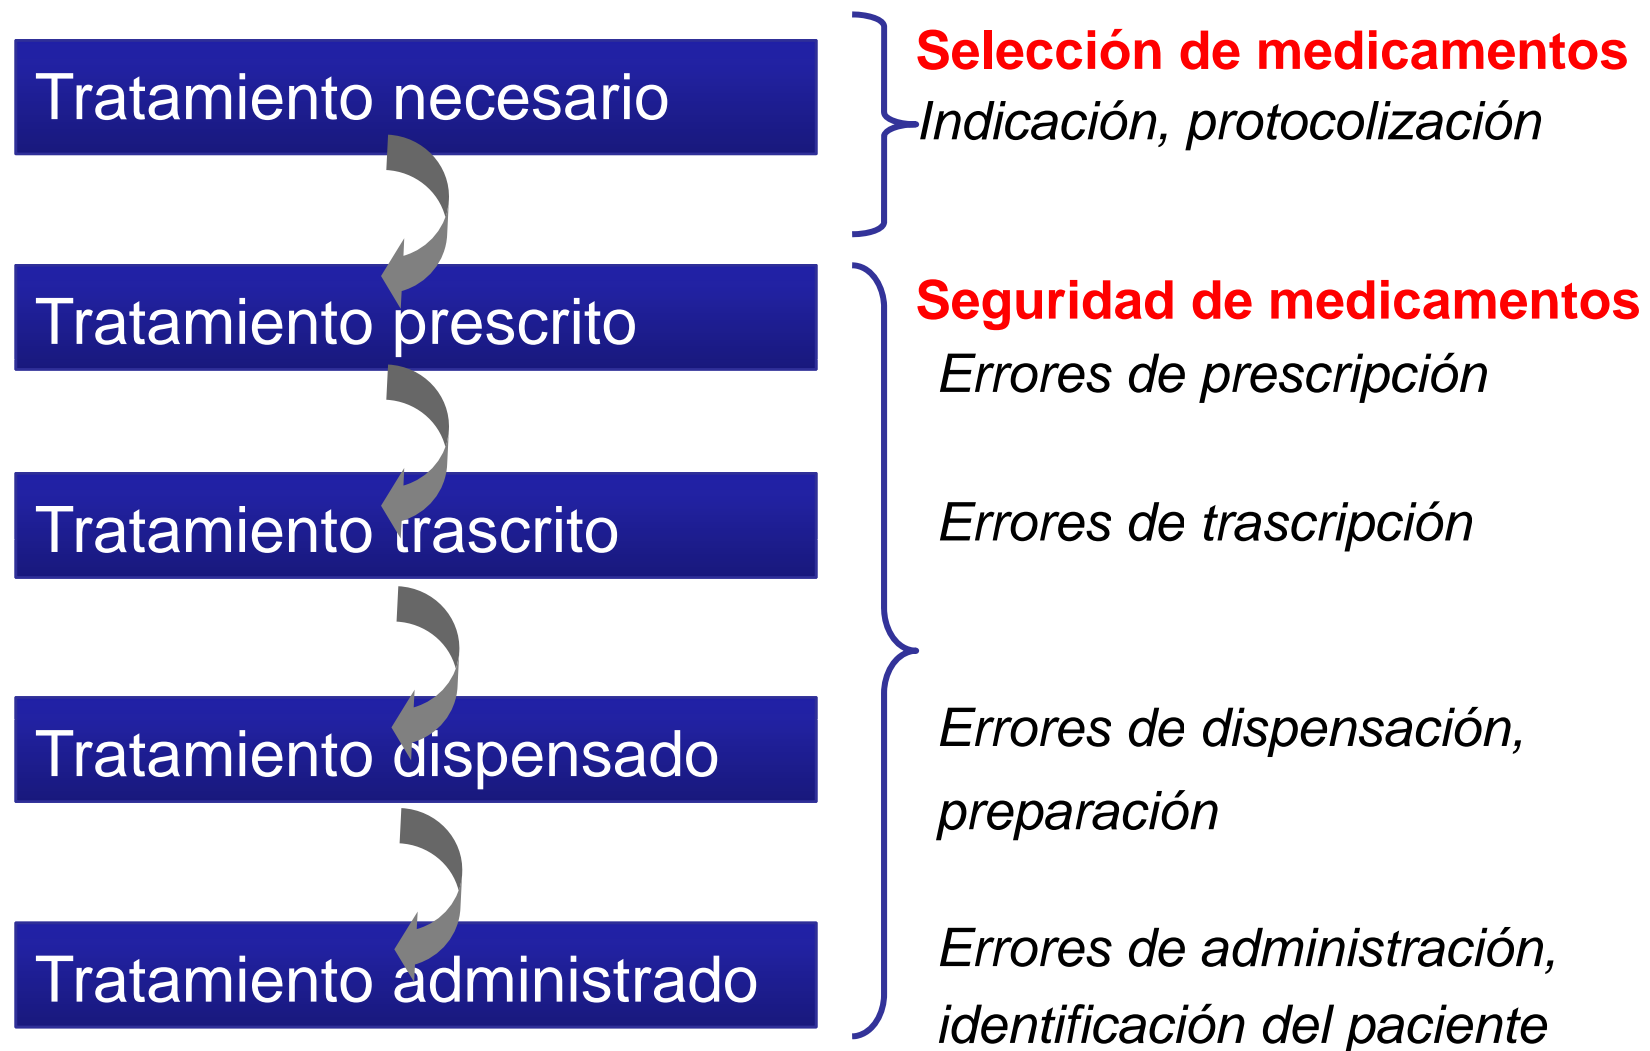 Selección de medicamentos
Tratamiento necesario
Indicación, protocolización
Seguridad de medicamentos
Tratamiento prescrito
Errores de prescripción
Tratamiento trascrito
Errores de trascripción
Tratamiento dispensado
Errores de dispensación,
preparación
Tratamiento administrado
Errores de administración,
identificación del paciente